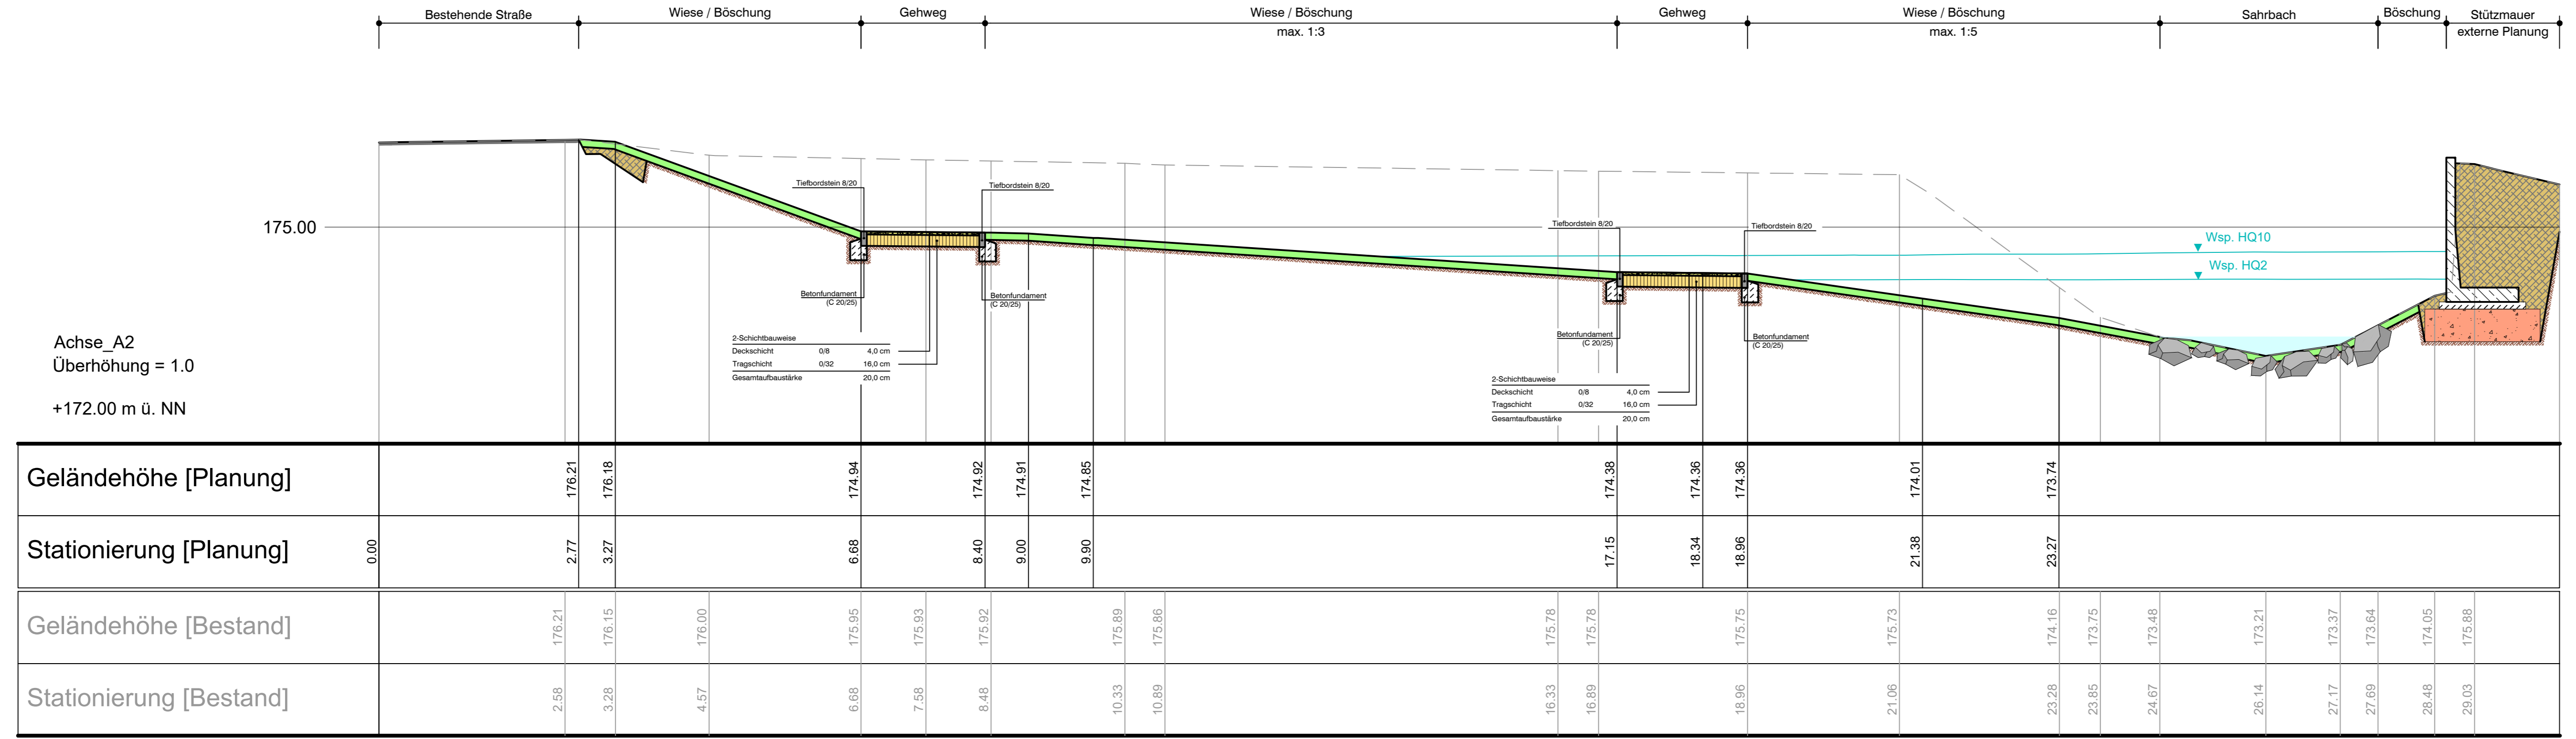 Bestehende Straße
Wiese / Böschung
Gehweg
Wiese / Böschung
max. 1:3
Gehweg
Wiese / Böschung
max. 1:5
Sahrbach
Böschung
Stützmauer
externe Planung
Tiefbordstein 8/20
Tiefbordstein 8/20
Tiefbordstein 8/20
Tiefbordstein 8/20
175.00
Wsp. HQ10
Wsp. HQ2
Betonfundament
(C 20/25)
Betonfundament
(C 20/25)
Betonfundament
(C 20/25)
Betonfundament
(C 20/25)
2-Schichtbauweise
Deckschicht 0/8 4,0 cm
Tragschicht 0/32 16,0 cm
Gesamtaufbaustärke 20,0 cm
2-Schichtbauweise
Deckschicht 0/8 4,0 cm
Tragschicht 0/32 16,0 cm
Gesamtaufbaustärke 20,0 cm
Achse_A2
Überhöhung = 1.0
+172.00 m ü. NN
Geländehöhe [Planung] 176.21 176.18 174.94 174.92 174.91 174.85 174.38 174.36 174.36 174.01 173.74
Stationierung [Planung] 0.00 2.77 3.27 6.68 8.40 9.00 9.90 17.15 18.34 18.96 21.38 23.27
Geländehöhe [Bestand] 176.21 176.15 176.00 175.95 175.93 175.92 175.89 175.86 175.78 175.78 175.75 175.73 174.16 173.75 173.48 173.21 173.37 173.64 174.05 175.88
Stationierung [Bestand] 2.58 3.28 4.57 6.68 7.58 8.48 10.33 10.89 16.33 16.89 18.96 21.06 23.28 23.85 24.67 26.14 27.17 27.69 28.48 29.03